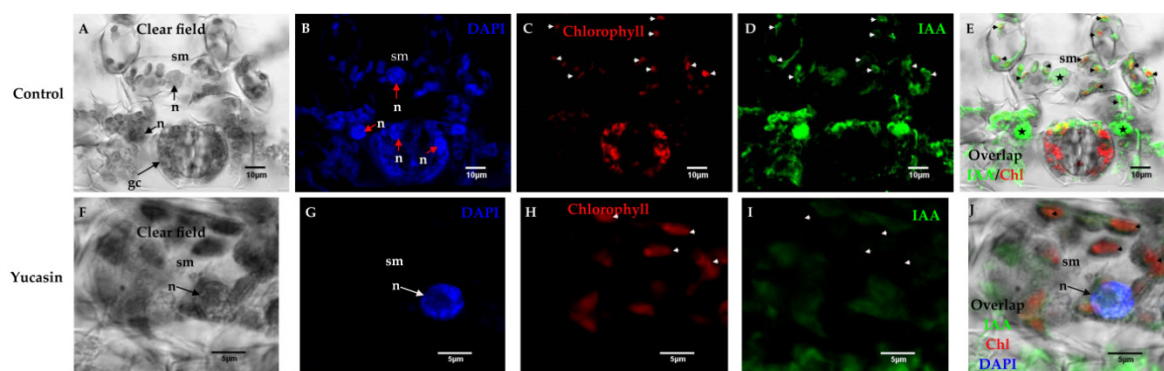 Control
A
Clear field
sm
n
n
gc
10µm
B
DAPI
sm
n
n
n
n
10µm
C
Chlorophyll
10µm
D
IAA
10µm
E
sm
Overlap
IAA/Chl
10µm
Yucasin
F
Clear field
sm
n
5µm
G
DAPI
sm
n
5µm
H
Chlorophyll
5µm
I
IAA
5µm
J
sm
n
Overlap
IAA
Chl
DAPI
5µm